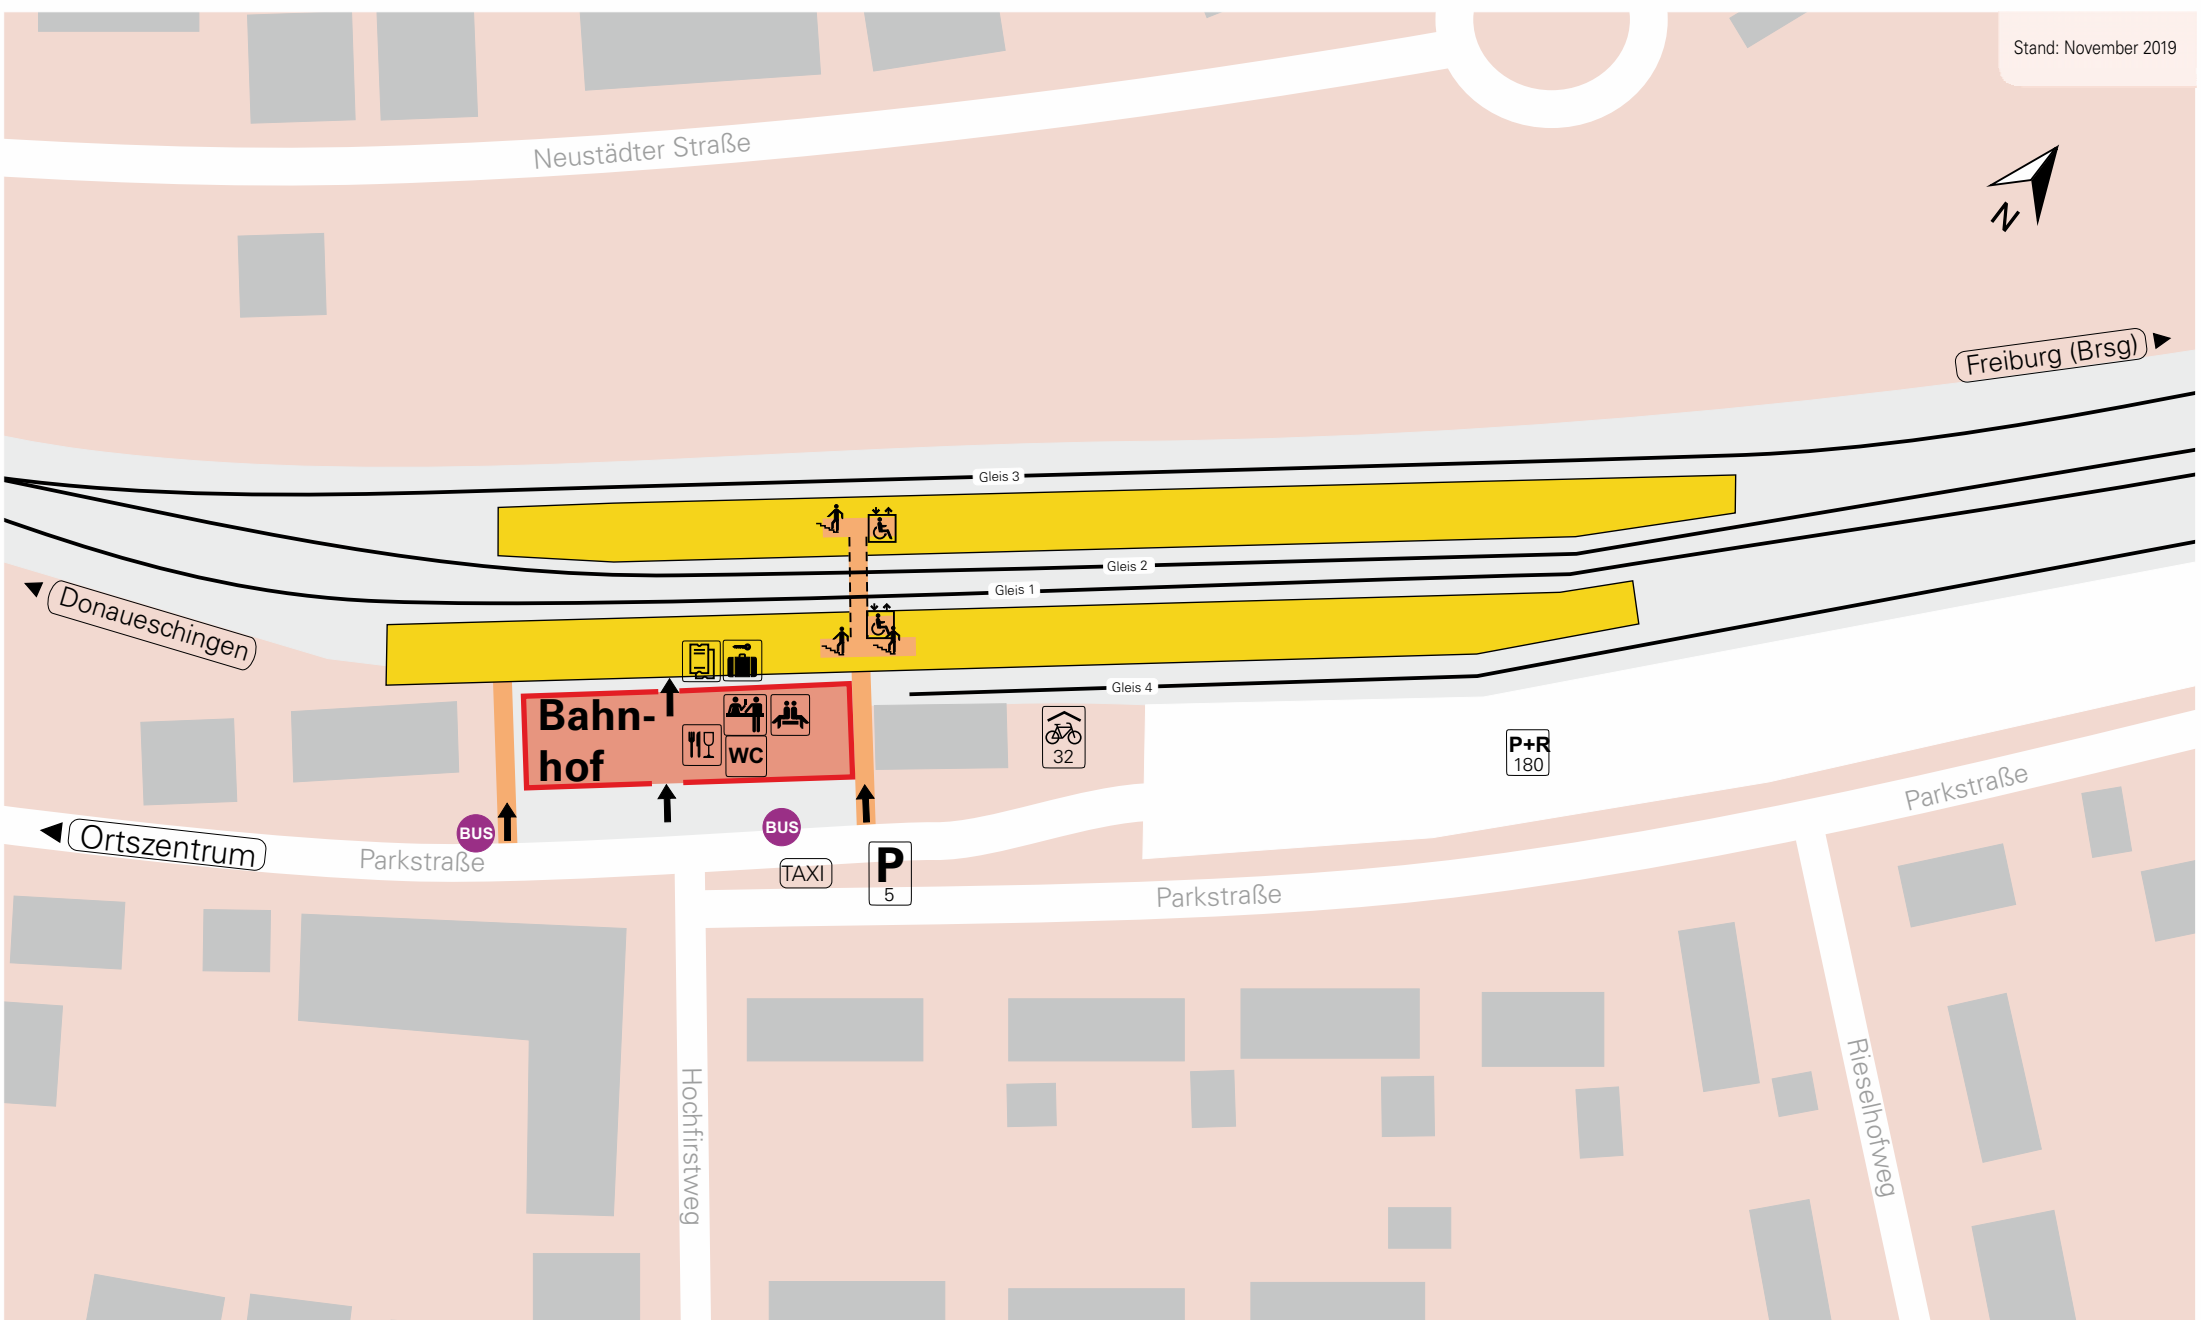 Stand: November 2019
Neustädter Straße
N
Freiburg (Brsg)
Gleis 3
Gleis 2
Gleis 1
Donaueschingen
Gleis 4
Bahn-
hof
WC
32
P+R
180
Parkstraße
BUS
BUS
Ortszentrum
Parkstraße
TAXI
P
5
Parkstraße
Hochfirstweg
Rieselhofweg